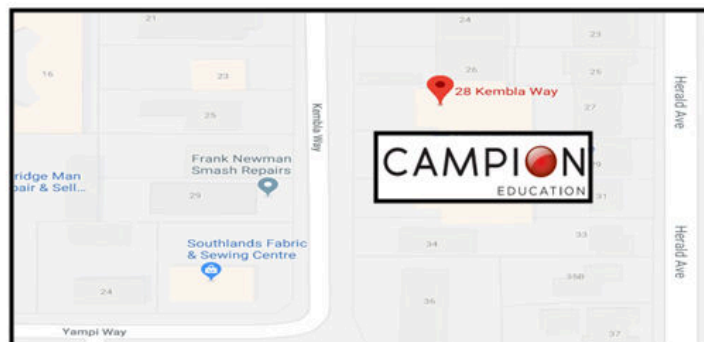 21
24
23
16
23
26
25
28 Kembla Way
27
25
Kembla Way
Herald Ave
Frank Newman
Smash Repairs
CAMPION
EDUCATION
29
31
ridge Man
pair & Sell...
29
Southlands Fabric
& Sewing Centre
34
33
Herald Ave
24
36
35B
Yampi Way
37